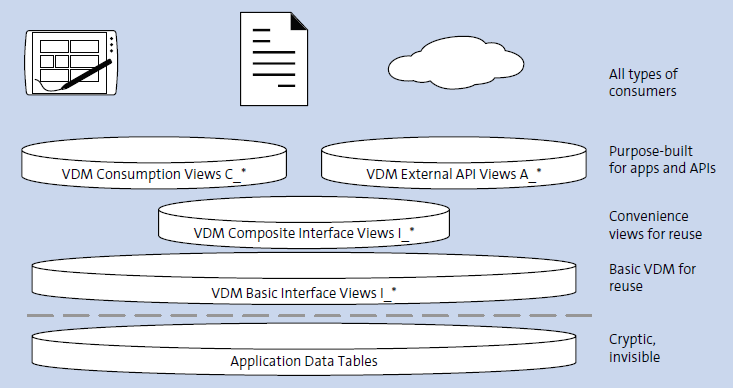 All types of
consumers
VDM Consumption Views C_*
VDM External API Views A_*
Purpose-built
for apps and APIs
VDM Composite Interface Views I_*
Convenience
views for reuse
VDM Basic Interface Views I_*
Basic VDM for
reuse
Application Data Tables
Cryptic,
invisible